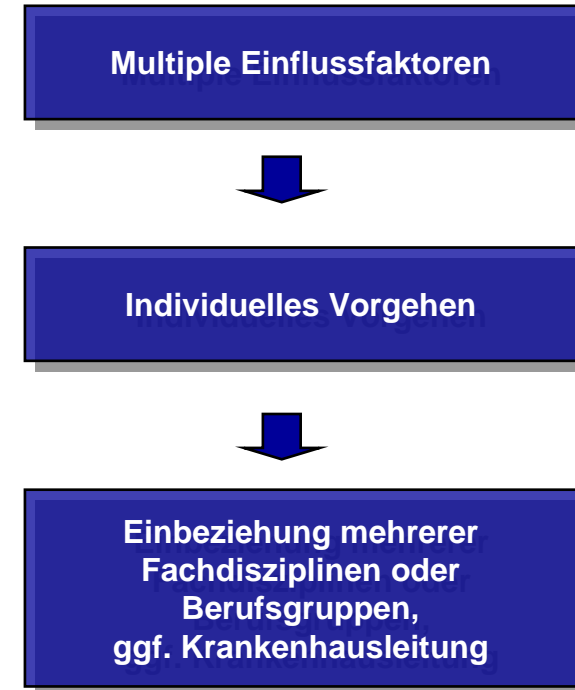 Multiple Einflussfaktoren
Individuelles Vorgehen
Einbeziehung mehrerer
Fachdisziplinen oder
Berufsgruppen,
ggf. Krankenhausleitung